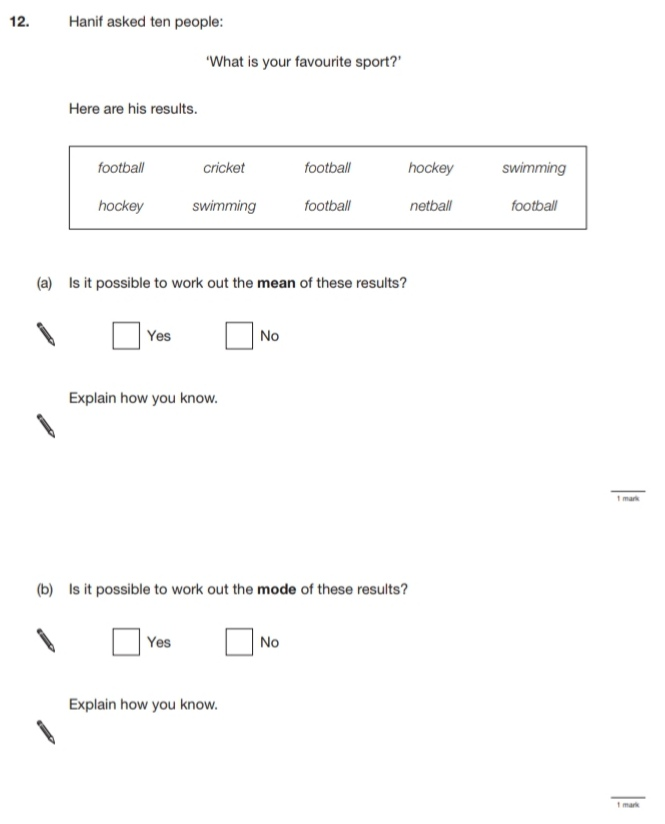 12. Hanif asked ten people:
‘What is your favourite sport?’
Here are his results.
football cricket football hockey swimming
hockey swimming football netball football
(a) Is it possible to work out the mean of these results?
Yes No
Explain how you know.
1 mark
(b) Is it possible to work out the mode of these results?
Yes No
Explain how you know.
1 mark